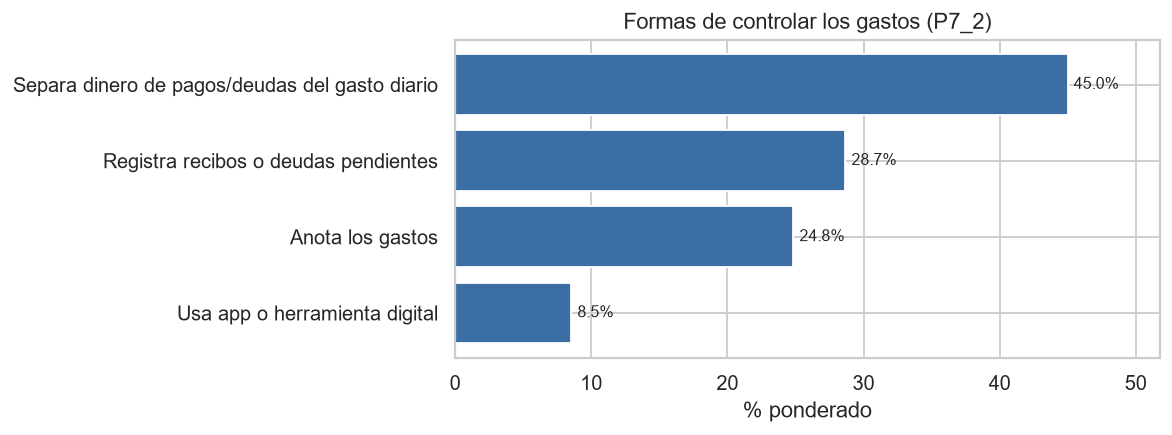 Formas de controlar los gastos (P7_2)
Separa dinero de pagos/deudas del gasto diario
45.0%
Registra recibos o deudas pendientes
28.7%
Anota los gastos
24.8%
Usa app o herramienta digital
8.5%
0 10 20 30 40 50
% ponderado